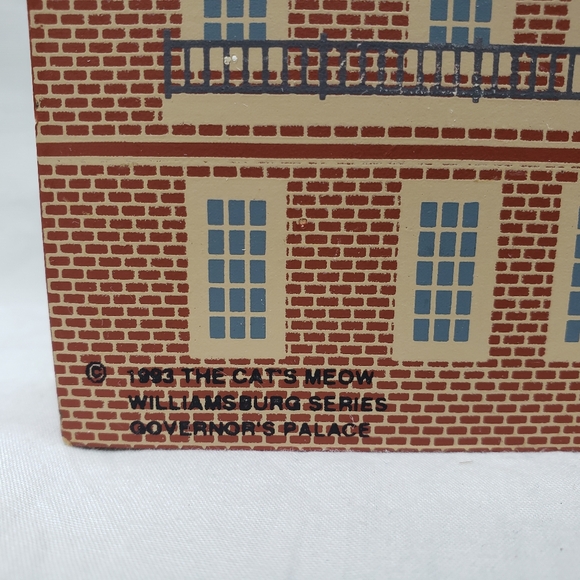 © 1993 THE CAT'S MEOW
WILLIAMSBURG SERIES
GOVERNOR'S PALACE